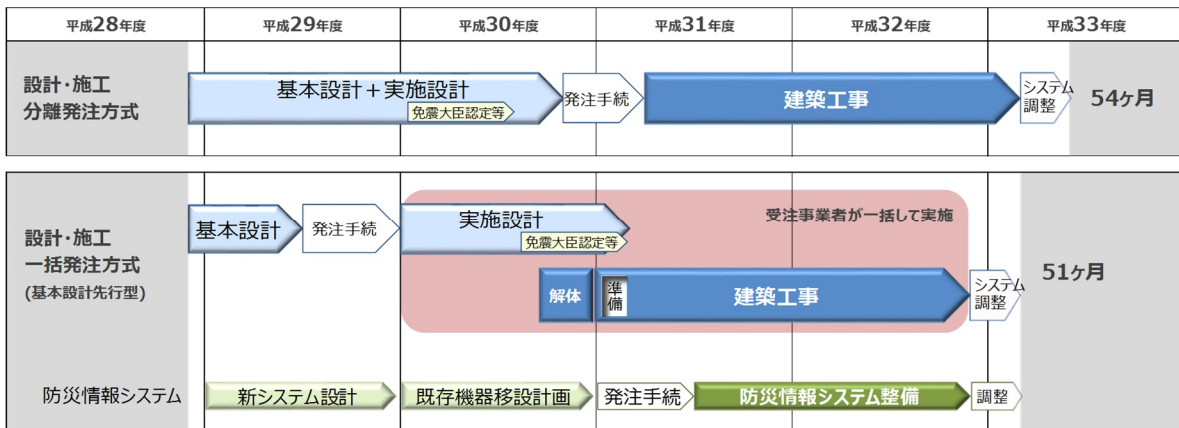 平成28年度
平成29年度
平成30年度
平成31年度
平成32年度
平成33年度
設計・施工
分離発注方式
基本設計＋実施設計
免震大臣認定等
発注手続
建築工事
システム
調整
54ヶ月
設計・施工
一括発注方式
(基本設計先行型)
基本設計
発注手続
実施設計
免震大臣認定等
受注事業者が一括して実施
解体
準備
建築工事
システム
調整
51ヶ月
防災情報システム
新システム設計
既存機器移設計画
発注手続
防災情報システム整備
調整